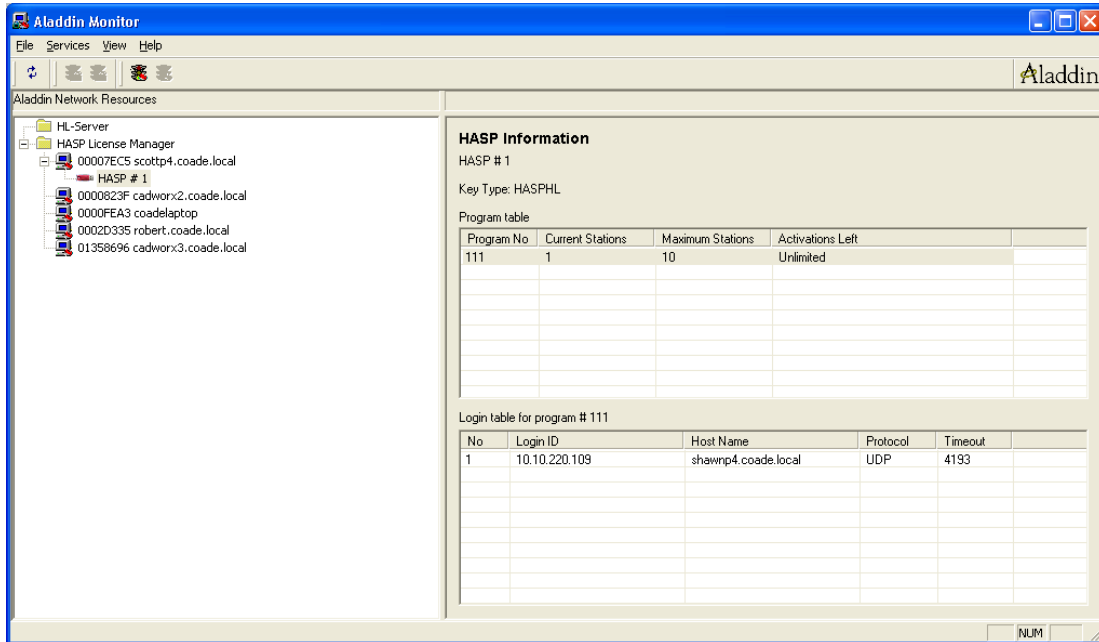 Aladdin Monitor
File Services View Help
Aladdin
Aladdin Network Resources
HL-Server
HASP License Manager
00007EC5 scottp4.coade.local
HASP # 1
0000823F cadworx2.coade.local
0000FEA3 coadelaptop
0002D335 robert.coade.local
01358696 cadworx3.coade.local
HASP Information
HASP # 1
Key Type: HASPHL
Program table
Program No Current Stations Maximum Stations Activations Left
111 1 10 Unlimited
Login table for program # 111
No Login ID Host Name Protocol Timeout
1 10.10.220.109 shawnp4.coade.local UDP 4193
NUM